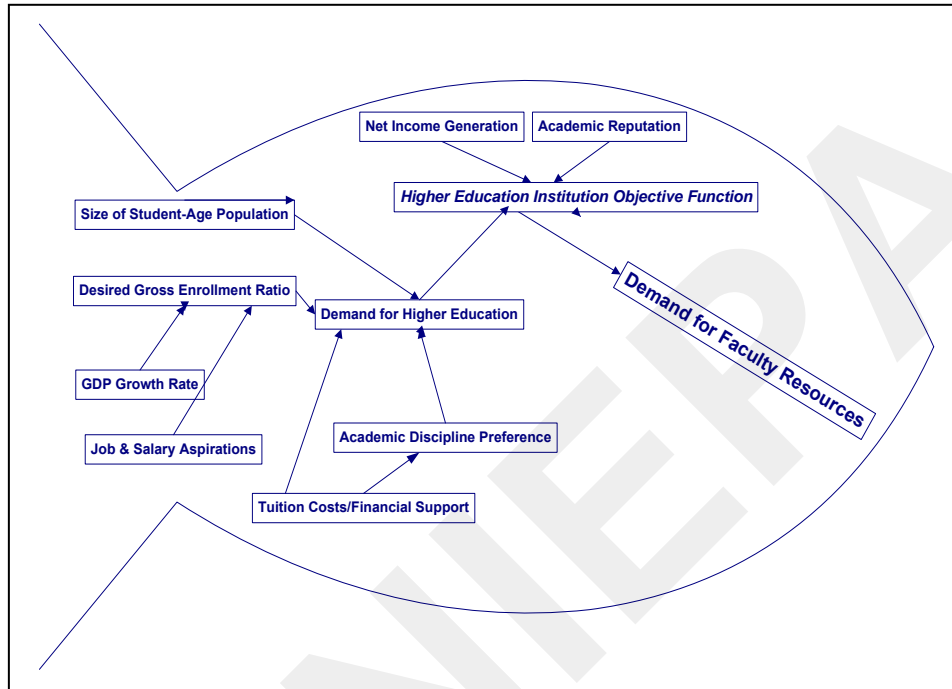 Net Income Generation
Academic Reputation
Higher Education Institution Objective Function
Size of Student-Age Population
Desired Gross Enrollment Ratio
Demand for Higher Education
Demand for Faculty Resources
GDP Growth Rate
Job & Salary Aspirations
Academic Discipline Preference
Tuition Costs/Financial Support
NIEPA